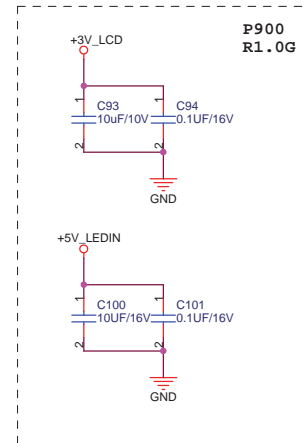 P900
R1.0G
+3V_LCD
1 1
C93 C94
10uF/10V 0.1UF/16V
2 2
GND
+5V_LEDIN
1 1
C100 C101
10UF/16V 0.1UF/16V
2 2
GND